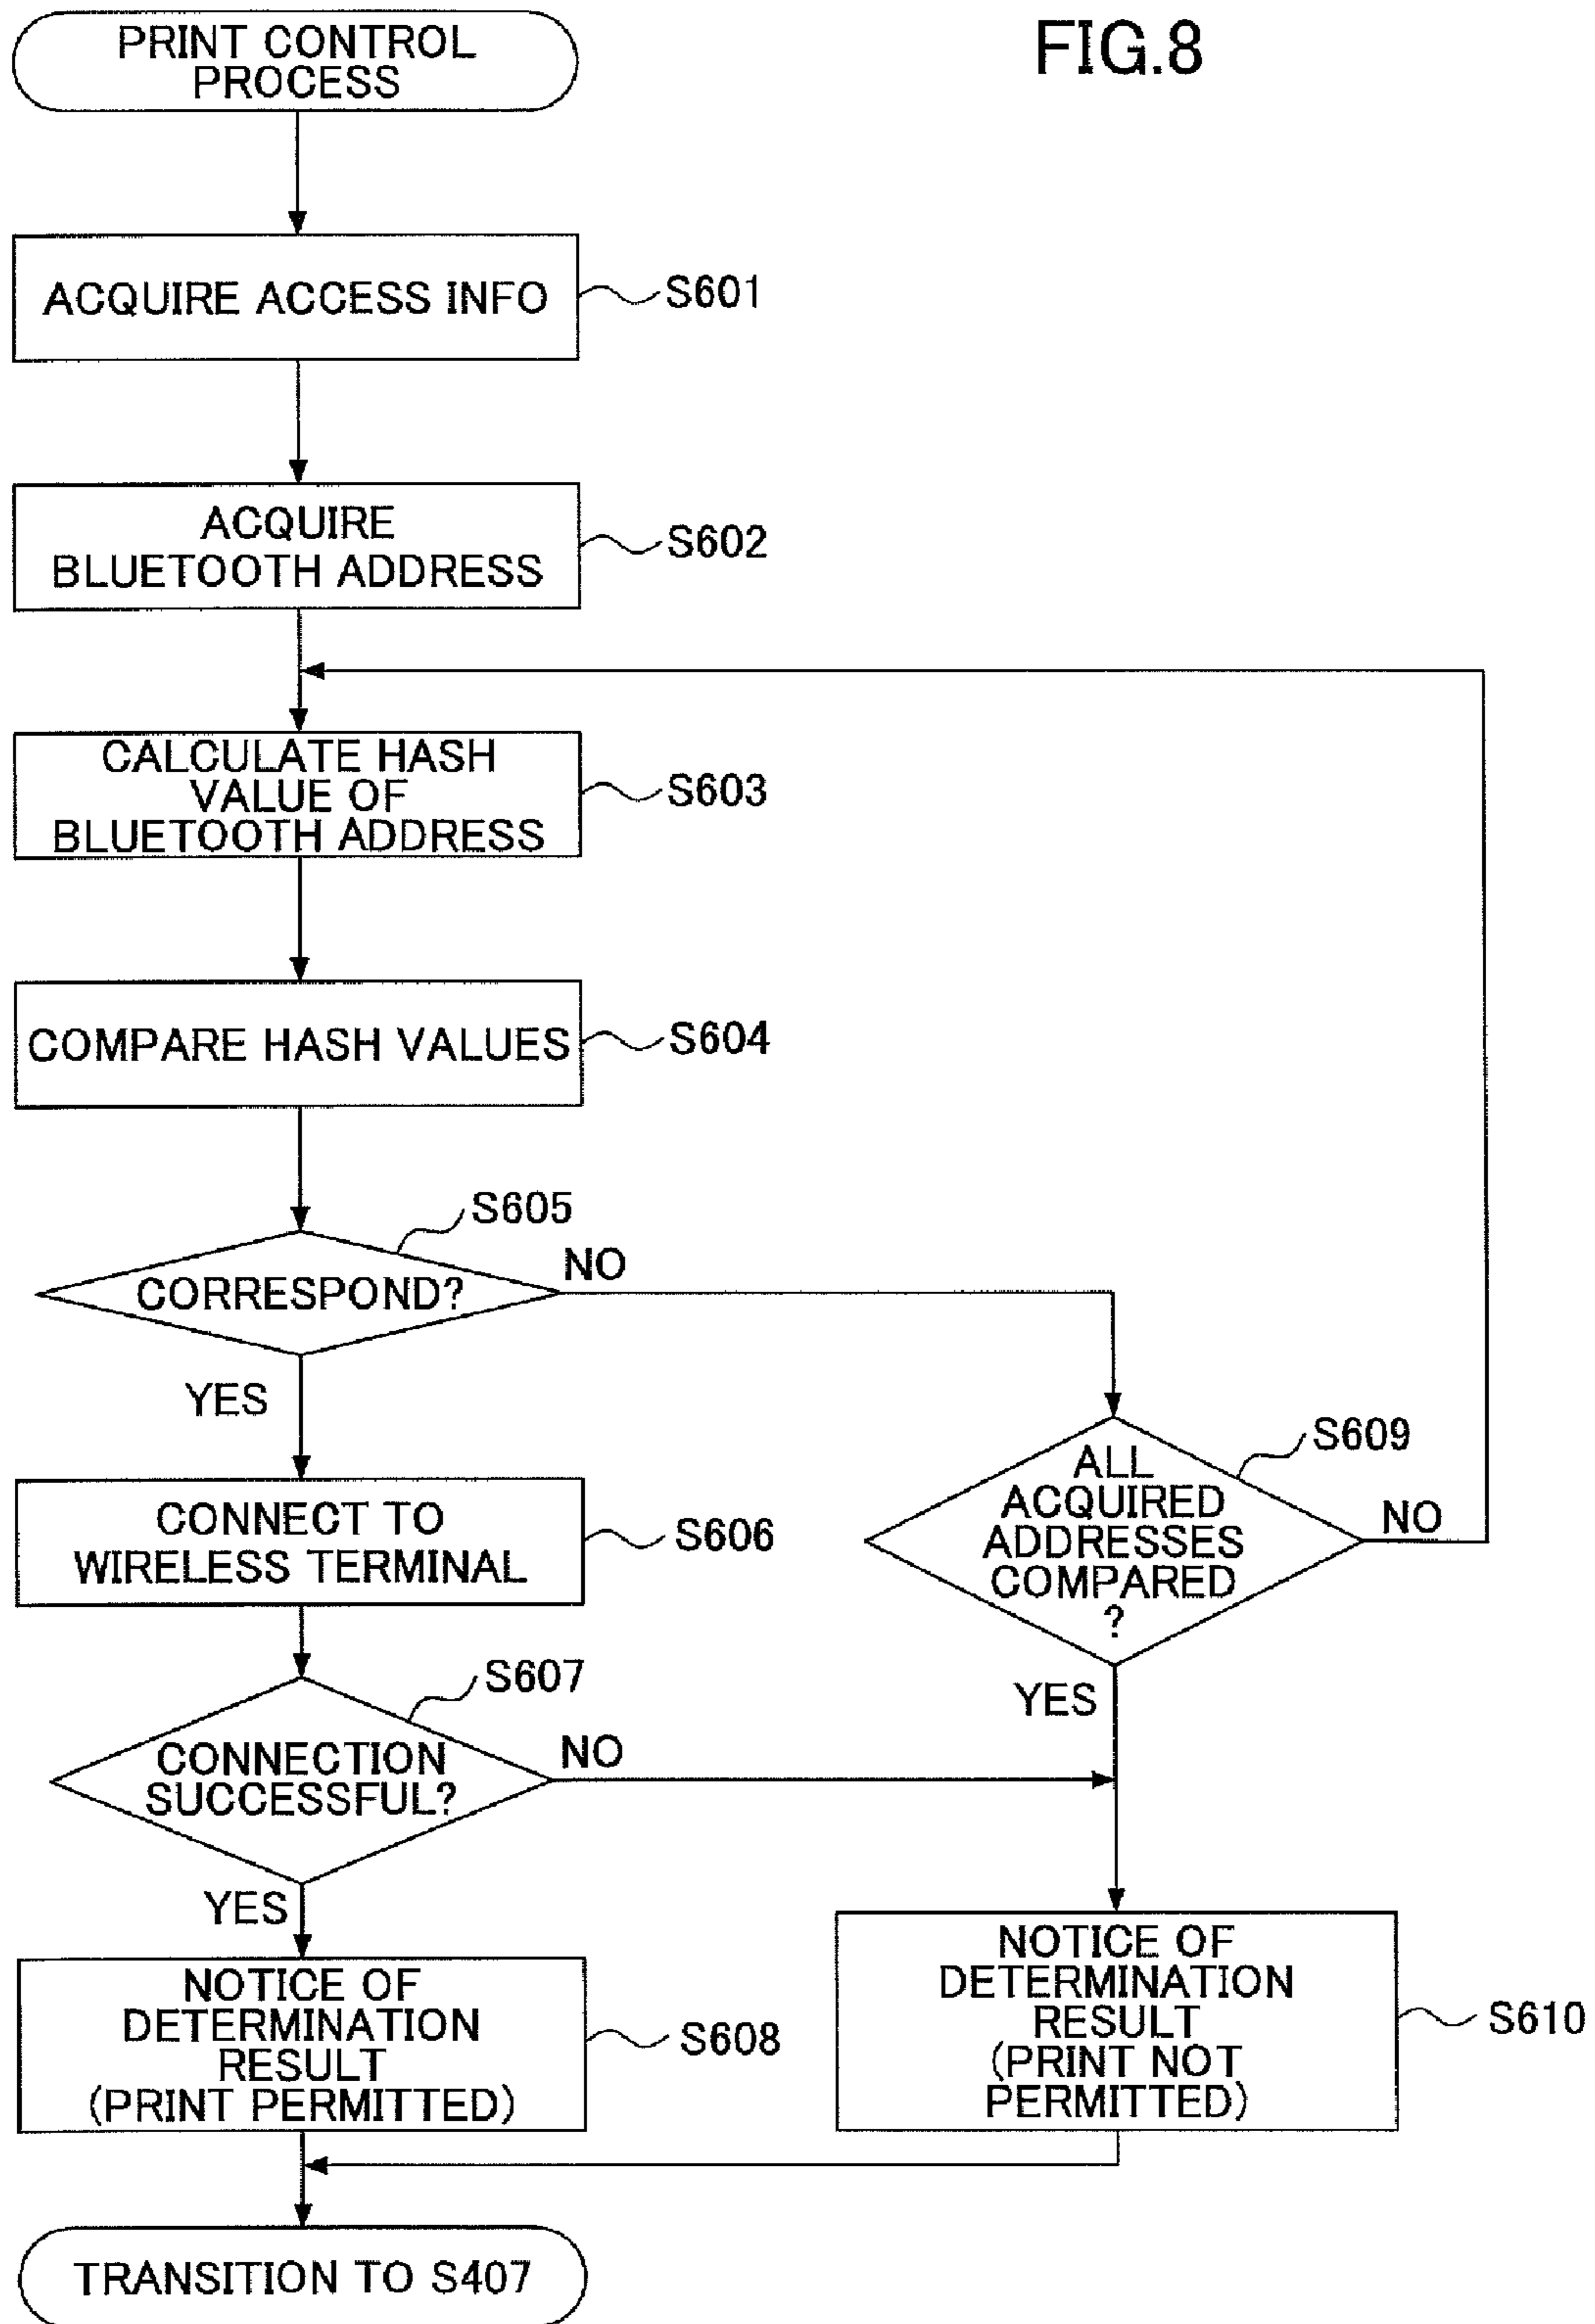 FIG.8
PRINT CONTROL
PROCESS
ACQUIRE ACCESS INFO
S601
ACQUIRE
BLUETOOTH ADDRESS
S602
CALCULATE HASH
VALUE OF
BLUETOOTH ADDRESS
S603
COMPARE HASH VALUES
S604
S605
CORRESPOND?
NO
YES
S609
ALL
ACQUIRED
ADDRESSES
COMPARED
?
NO
YES
CONNECT TO
WIRELESS TERMINAL
S606
S607
CONNECTION
SUCCESSFUL?
NO
YES
NOTICE OF
DETERMINATION
RESULT
(PRINT PERMITTED)
S608
NOTICE OF
DETERMINATION
RESULT
(PRINT NOT
PERMITTED)
S610
TRANSITION TO S407